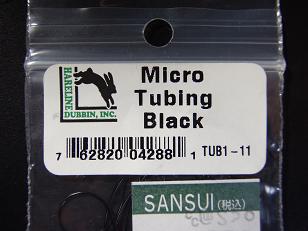 HARELINE
DUBBIN, INC.
Micro
Tubing
Black
7 62820 04288 1 TUB1-11
SANSUI(税込)